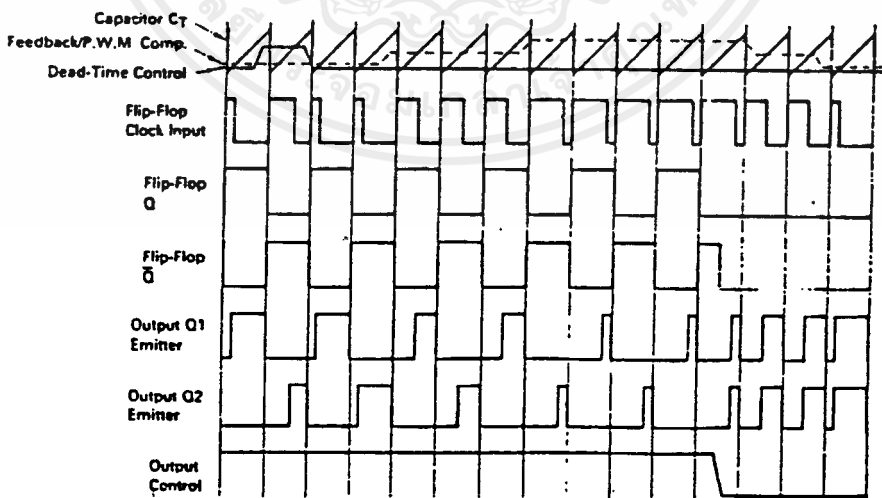 Capacitor CT
Feedback/P.W.M Comp.
Dead-Time Control
Flip-Flop
Clock Input
Flip-Flop
Q
Flip-Flop
Q̅
Output Q1
Emitter
Output Q2
Emitter
Output
Control